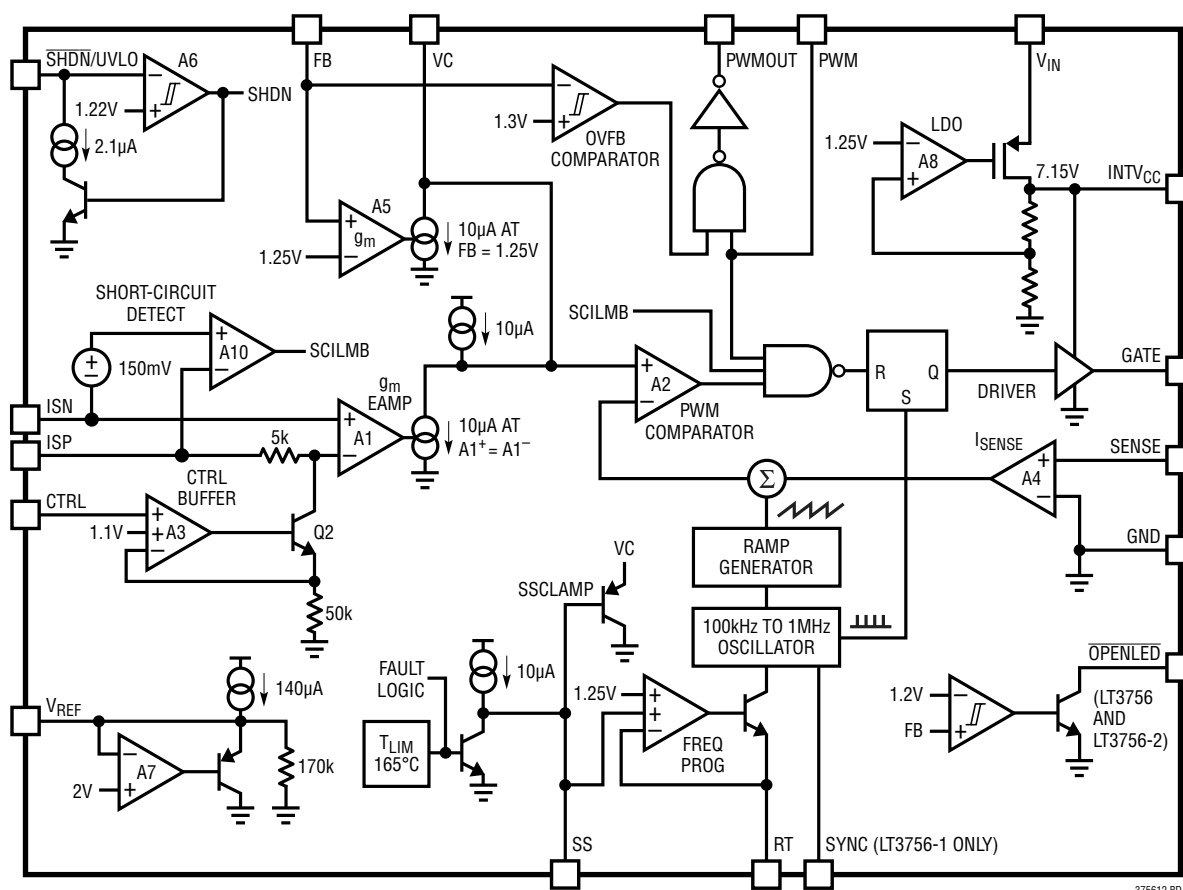 SHDN/UVLO
A6
−
+
1.22V
SHDN
2.1µA
FB
VC
PWMOUT
PWM
VIN
−
+
1.3V
OVFB
COMPARATOR
LDO
1.25V
−
A8
+
7.15V
INTVCC
A5
+
gm
−
1.25V
10µA AT
FB = 1.25V
SHORT-CIRCUIT
DETECT
+
−
150mV
+
A10
−
SCILMB
10µA
SCILMB
+
A2
−
PWM
COMPARATOR
R
Q
S
DRIVER
GATE
gm
EAMP
ISN
ISP
5k
+
A1
−
10µA AT
A1+ = A1−
ISENSE
SENSE
+
A4
−
Σ
CTRL
BUFFER
CTRL
1.1V
+
+
A3
−
Q2
50k
RAMP
GENERATOR
GND
VC
SSCLAMP
100kHz TO 1MHz
OSCILLATOR
OPENLED
140µA
FAULT
LOGIC
10µA
1.25V
+
+
−
FREQ
PROG
1.2V
−
FB
+
(LT3756
AND
LT3756-2)
VREF
−
A7
+
2V
170k
TLIM
165°C
SS
RT
SYNC (LT3756-1 ONLY)
375612 BD